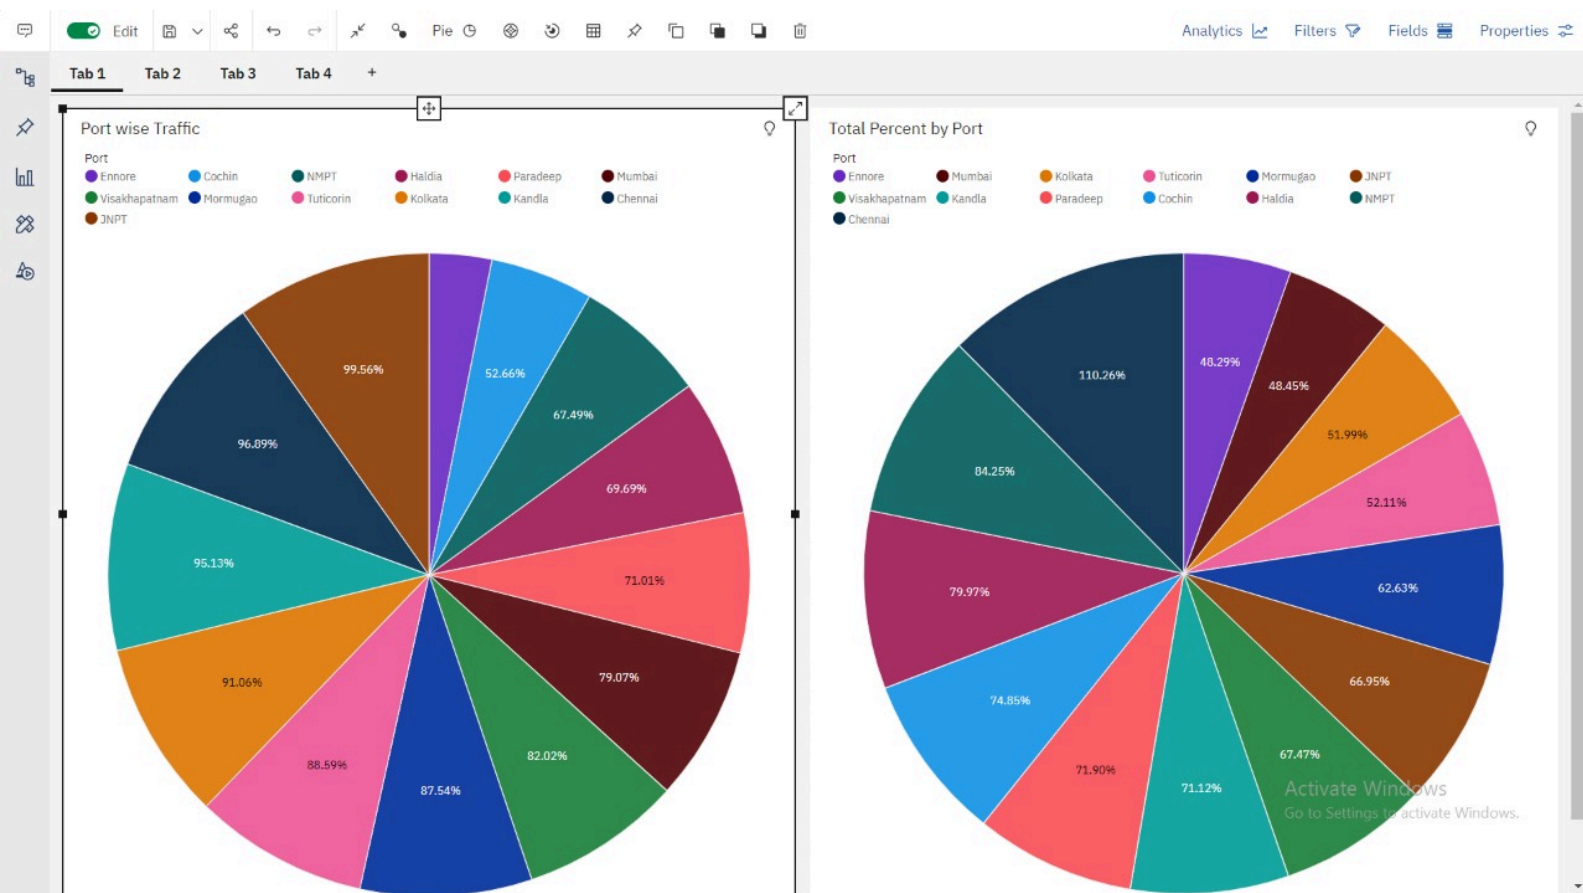 Edit Pie Analytics Filters Fields Properties
Tab 1 Tab 2 Tab 3 Tab 4 +
Port wise Traffic
Port
Ennore Cochin NMPT Haldia Paradeep Mumbai
Visakhapatnam Mormugao Tuticorin Kolkata Kandla Chennai
JNPT
99.56%
52.66%
67.49%
96.89%
69.69%
95.13%
71.01%
79.07%
91.06%
82.02%
88.59%
87.54%
Total Percent by Port
Port
Ennore Mumbai Kolkata Tuticorin Mormugao JNPT
Visakhapatnam Kandla Paradeep Cochin Haldia NMPT
Chennai
48.29%
110.26%
48.45%
51.99%
84.25%
52.11%
62.63%
79.97%
66.95%
74.85%
67.47%
71.90%
71.12%
Activate Windows
Go to Settings to activate Windows.